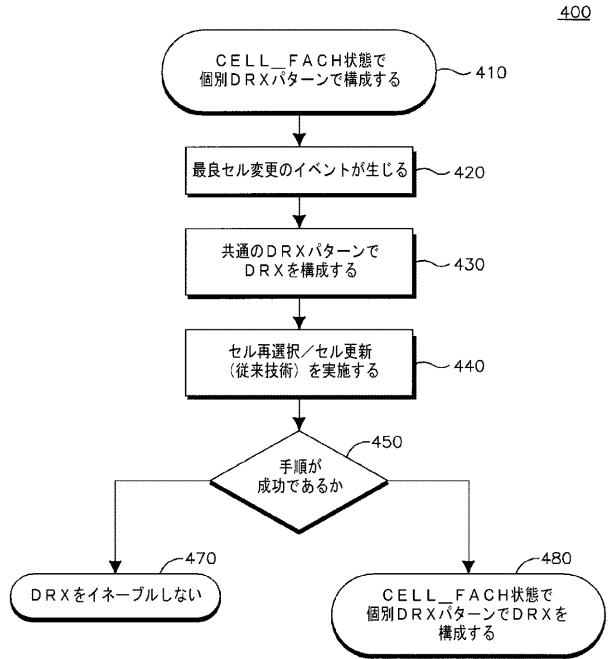 400
CELL_FACH状態で
個別DRXパターンで構成する
410
最良セル変更のイベントが生じる
420
共通のDRXパターンで
DRXを構成する
430
セル再選択／セル更新
(従来技術)を実施する
440
手順が
成功であるか
450
DRXをイネーブルしない
470
CELL_FACH状態で
個別DRXパターンでDRXを
構成する
480